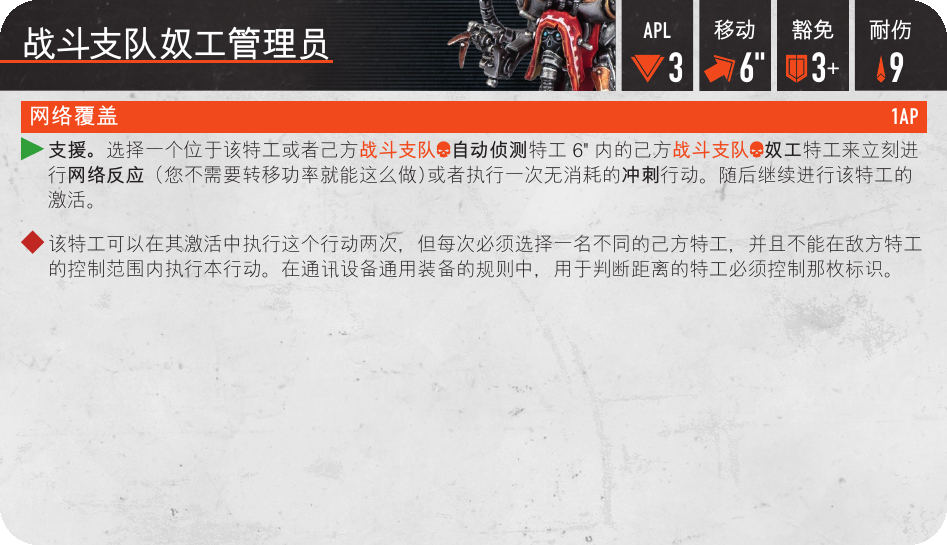 战斗支队奴工管理员
APL 移动 豁免 耐伤
3 6" 3+ 9
网络覆盖 1AP
支援。选择一个位于该特工或者己方战斗支队自动侦测特工 6" 内的己方战斗支队奴工特工来立刻进
行网络反应（您不需要转移功率就能这么做）或者执行一次无消耗的冲刺行动。随后继续进行该特工的
激活。
该特工可以在其激活中执行这个行动两次，但每次必须选择一名不同的己方特工，并且不能在敌方特工
的控制范围内执行本行动。在通讯设备通用装备的规则中，用于判断距离的特工必须控制那枚标识。